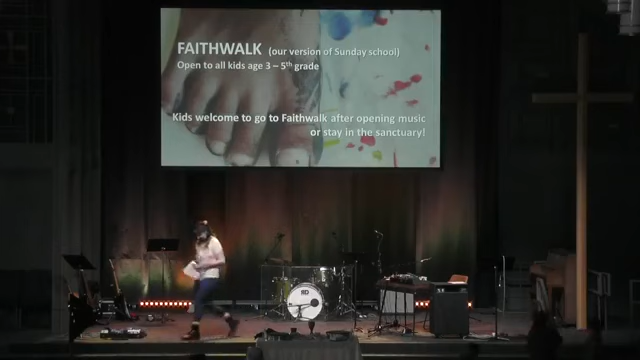 FAITHWALK (our version of Sunday school)
Open to all kids age 3 – 5th grade
Kids welcome to go to Faithwalk after opening music
or stay in the sanctuary!